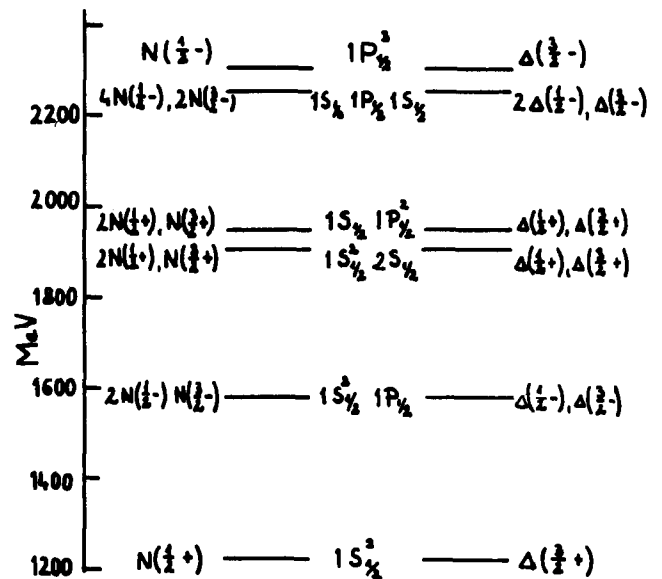 N(1/2 -) 1P²1/2 Δ(3/2 -)
4N(1/2-), 2N(3/2-) 1S1/2 1P1/2 1S1/2 2Δ(1/2-), Δ(3/2-)
2200
2000
2N(1/2+), N(3/2+) 1S1/2 1P²1/2 Δ(1/2+), Δ(3/2+)
2N(1/2+), N(3/2+) 1S²1/2 2S1/2 Δ(1/2+), Δ(3/2+)
1800
MeV
1600
2N(1/2-) N(3/2-) 1S²1/2 1P1/2 Δ(1/2-), Δ(3/2-)
1400
1200
N(1/2+) 1S²1/2 Δ(3/2+)